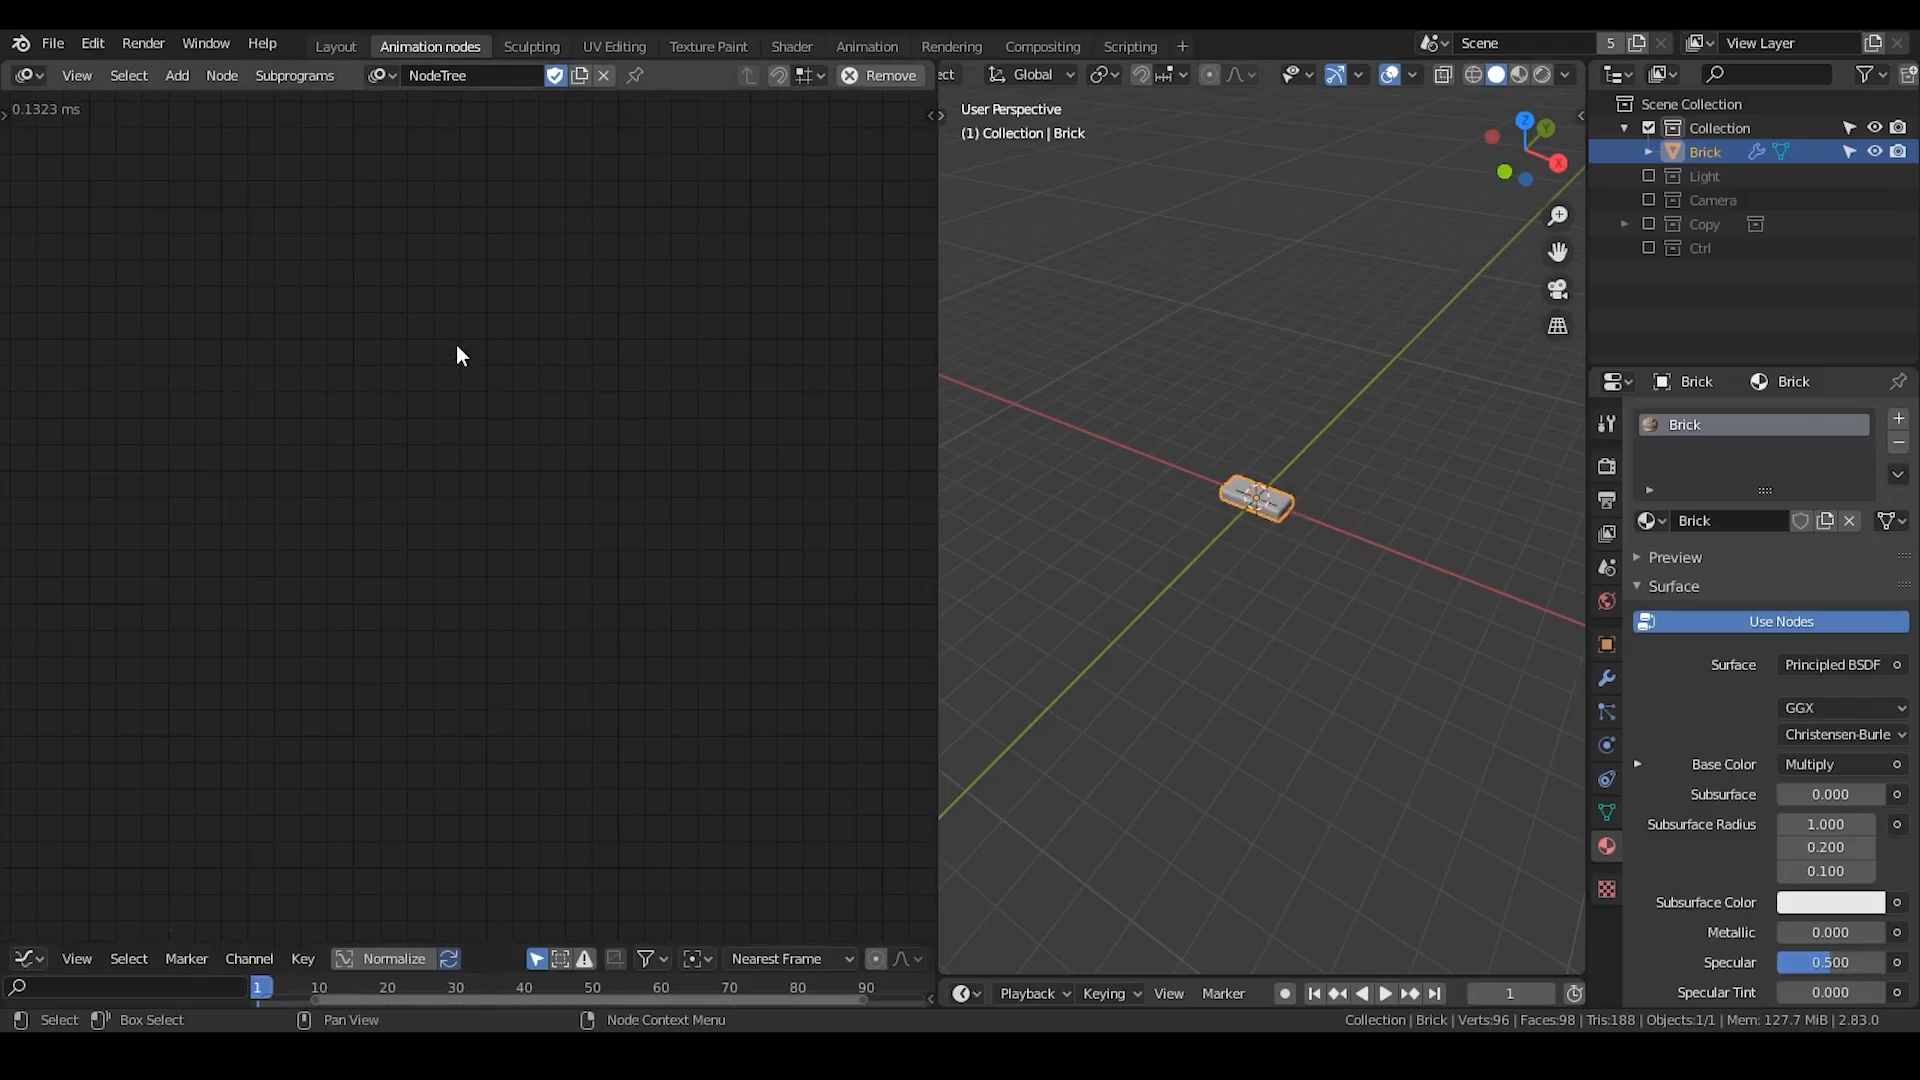 File Edit Render Window Help Layout Animation nodes Sculpting UV Editing Texture Paint Shader Animation Rendering Compositing Scripting + Scene 5 View Layer
View Select Add Node Subprograms NodeTree Remove ect Global
0.1323 ms
User Perspective
(1) Collection | Brick
Z Y X
Scene Collection
Collection
Brick
Light
Camera
Copy
Ctrl
Brick Brick
Brick
Brick
Preview
Surface
Use Nodes
Surface Principled BSDF
GGX
Christensen-Burle
Base Color Multiply
Subsurface 0.000
Subsurface Radius 1.000
0.200
0.100
Subsurface Color
Metallic 0.000
Specular 0.500
Specular Tint 0.000
View Select Marker Channel Key Normalize Nearest Frame
1 10 20 30 40 50 60 70 80 90
Playback Keying View Marker 1
Select Box Select Pan View Node Context Menu
Collection | Brick | Verts:96 | Faces:98 | Tris:188 | Objects:1/1 | Mem: 127.7 MiB | 2.83.0